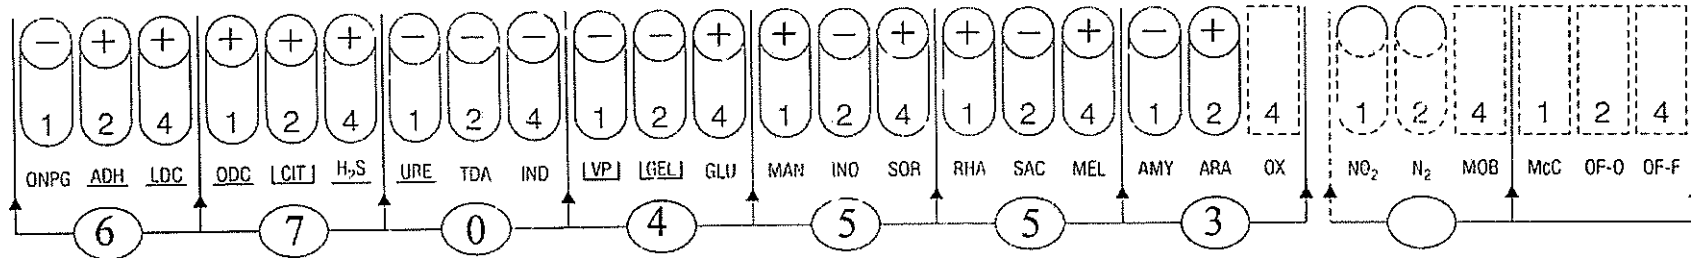 − + + + + + − − − − − + + − + + − + − +
1 2 4 1 2 4 1 2 4 1 2 4 1 2 4 1 2 4 1 2 4 1 2 4 1 2 4
ONPG ADH LDC ODC CIT H₂S URE TDA IND VP GEL GLU MAN INO SOR RHA SAC MEL AMY ARA OX NO₂ N₂ MOB McC OF-O OF-F
6 7 0 4 5 5 3